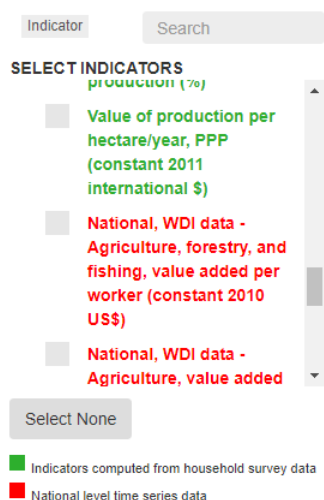 Indicator
Search
SELECT INDICATORS
production (%)
Value of production per
hectare/year, PPP
(constant 2011
international $)
National, WDI data -
Agriculture, forestry, and
fishing, value added per
worker (constant 2010
US$)
National, WDI data -
Agriculture, value added
Select None
Indicators computed from household survey data
National level time series data